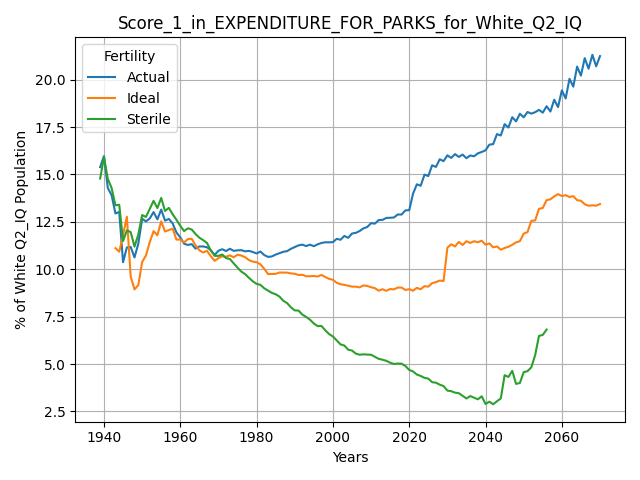 Score_1_in_EXPENDITURE_FOR_PARKS_for_White_Q2_IQ
Fertility
Actual
Ideal
Sterile
% of White Q2_IQ Population
20.0
17.5
15.0
12.5
10.0
7.5
5.0
2.5
1940 1960 1980 2000 2020 2040 2060
Years